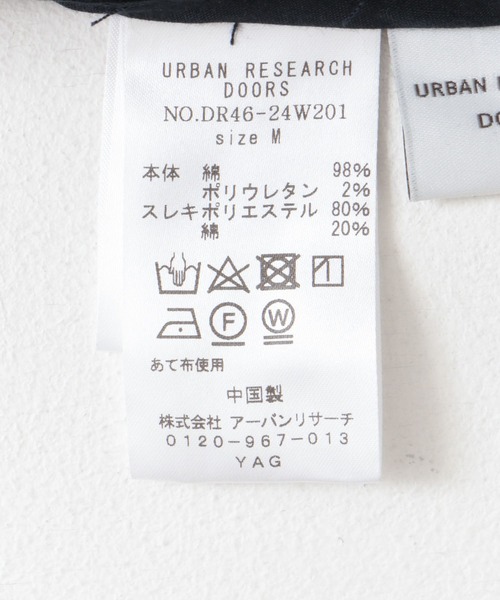 URBAN RESEARCH
DOORS
NO.DR46-24W201
size M
本体 綿 98%
ポリウレタン 2%
スレキポリエステル 80%
綿 20%
F W
あて布使用
中国製
株式会社 アーバンリサーチ
0120-967-013
YAG
URBAN